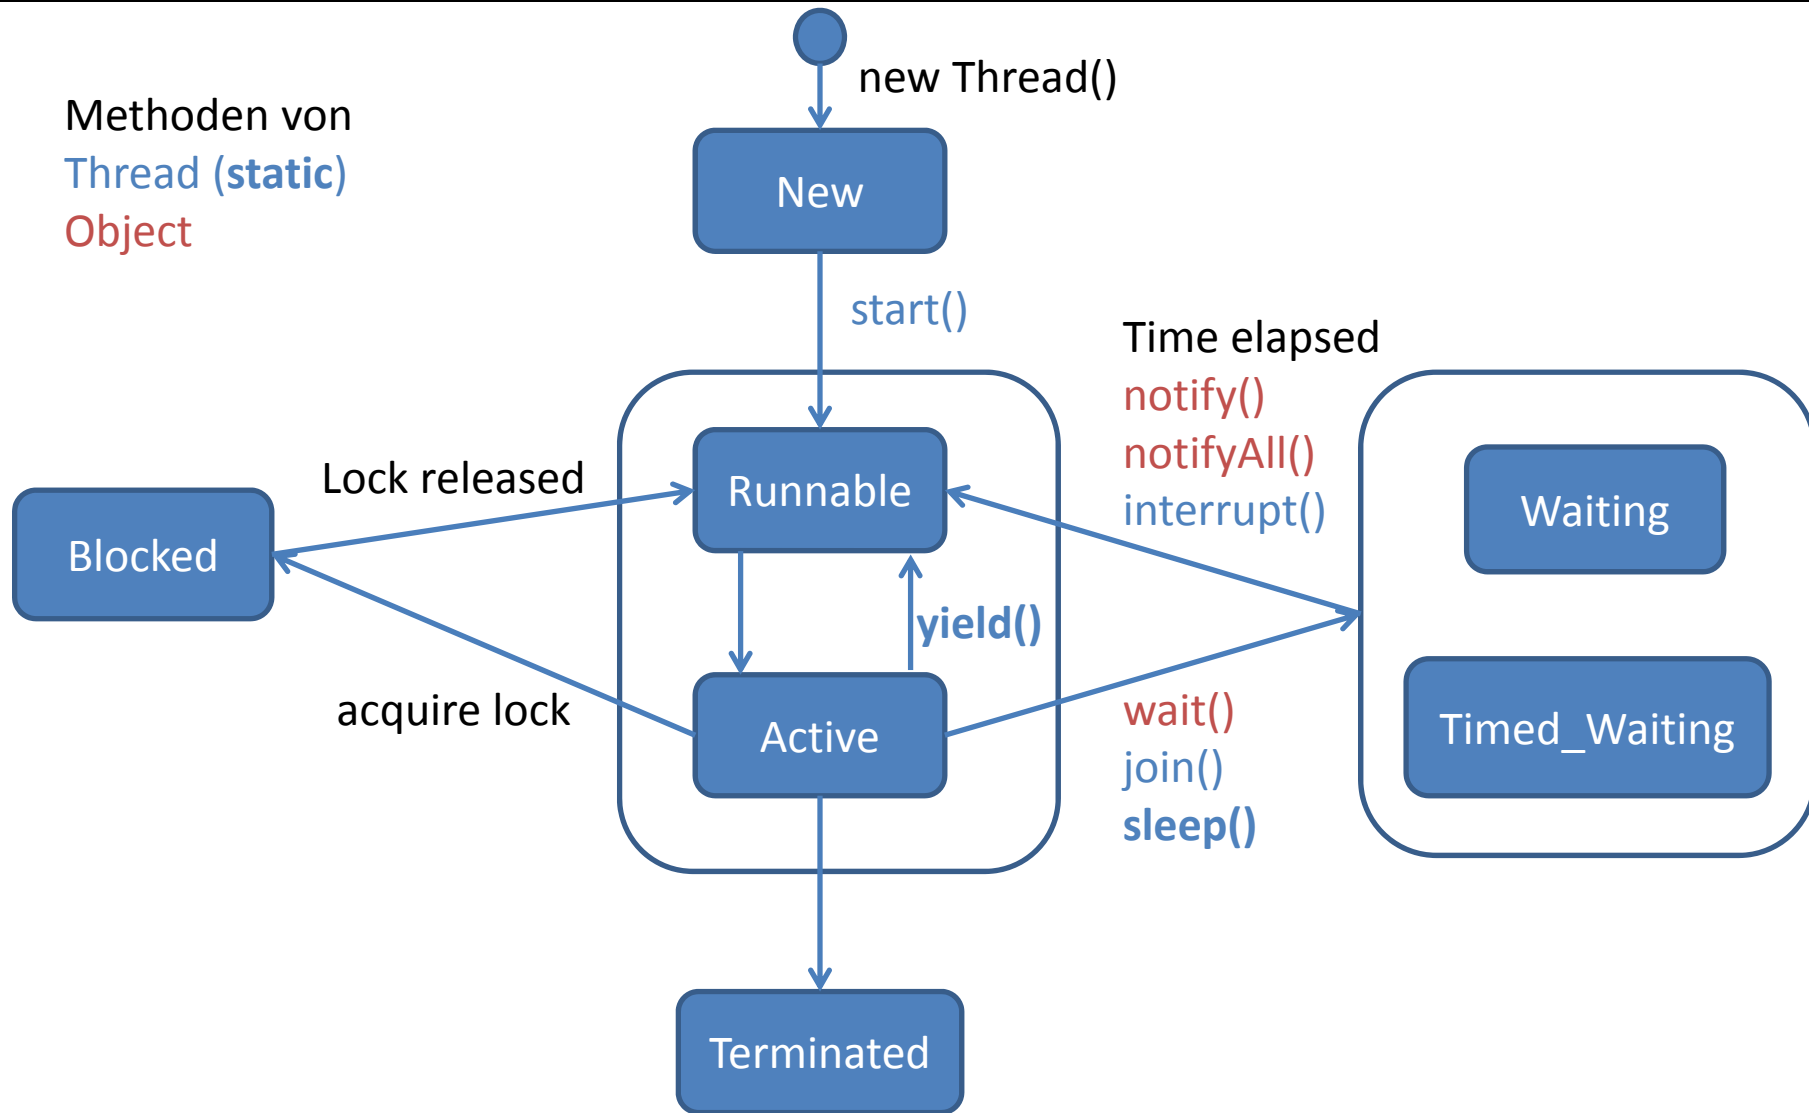 new Thread()
Methoden von
Thread (static)
Object
New
start()
Time elapsed
notify()
notifyAll()
interrupt()
Lock released
Runnable
Waiting
Blocked
yield()
acquire lock
Active
wait()
join()
sleep()
Timed_Waiting
Terminated